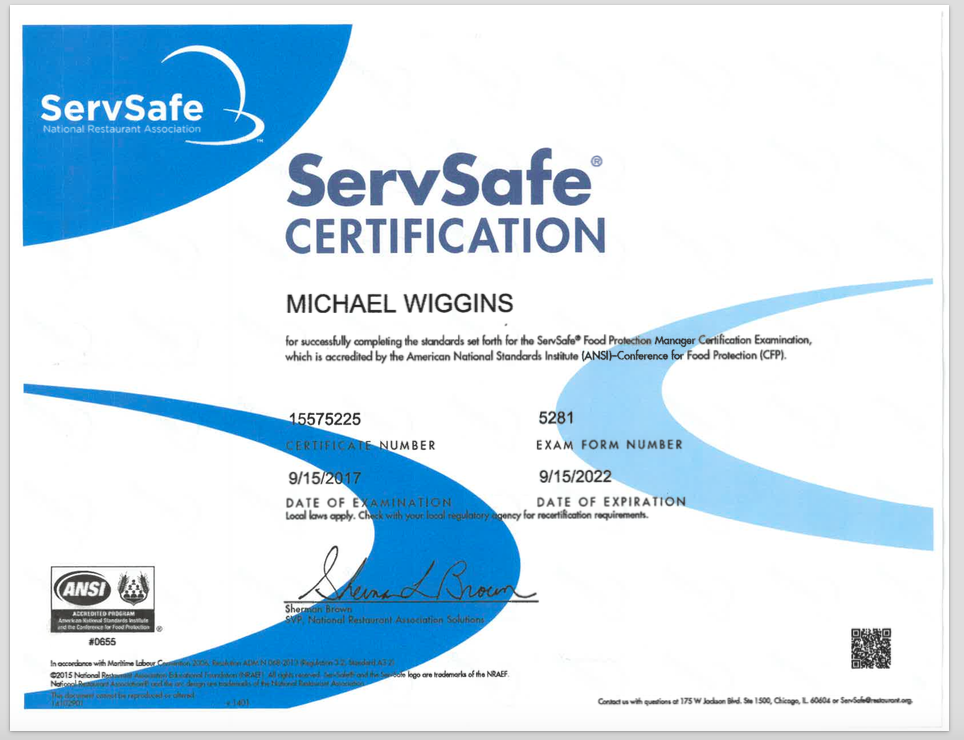 ServSafe
National Restaurant Association
™
ServSafe®
CERTIFICATION
MICHAEL WIGGINS
for successfully completing the standards set forth for the ServSafe® Food Protection Manager Certification Examination,
which is accredited by the American National Standards Institute (ANSI)–Conference for Food Protection (CFP).
15575225
5281
CERTIFICATE NUMBER
EXAM FORM NUMBER
9/15/2017
9/15/2022
DATE OF EXAMINATION
DATE OF EXPIRATION
Local laws apply. Check with your local regulatory agency for recertification requirements.
Sherman Brown
SVP, National Restaurant Association Solutions
ANSI
ACCREDITED PROGRAM
American National Standards Institute
and the Conference for Food Protection
®
#0655
In accordance with Maritime Labour Convention 2006, Resolution
©2015 National Restaurant Association Educational Foundation (NRAEF). All rights reserved. ServSafe® and the ServSafe logo are trademarks of the NRAEF.
National Restaurant Association® and the arc design are trademarks of the National Restaurant Association.
This document cannot be reproduced or altered.
v.1401
Contact us with questions at 175 W Jackson Blvd. Ste 1500, Chicago, IL 60604 or ServSafe@restaurant.org.